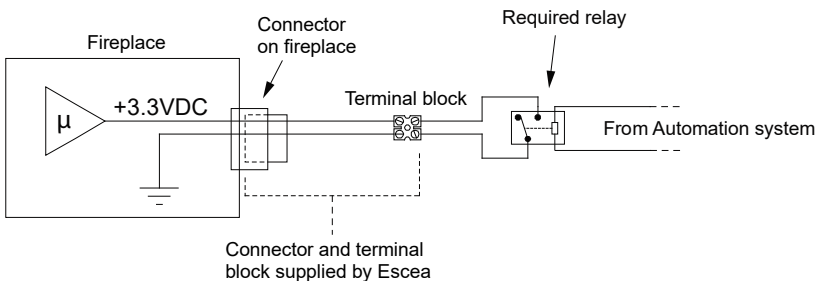 Required relay
Connector
on fireplace
Fireplace
Terminal block
+3.3VDC
μ
From Automation system
Connector and terminal
block supplied by Escea